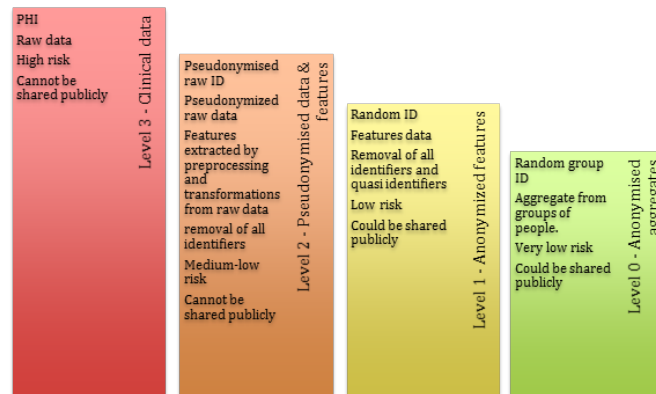 PHI
Raw data
High risk
Cannot be
shared publicly
Level 3 - Clinical data
Pseudonymised
raw ID
Pseudonymized
raw data
Features
extracted by
preprocessing
and
transformations
from raw data
removal of all
identifiers
Medium-low
risk
Cannot be
shared publicly
Level 2 - Pseudonymised data &
features
Random ID
Features data
Removal of all
identifiers and
quasi identifiers
Low risk
Could be shared
publicly
Level 1 - Anonymized features
Random group
ID
Aggregate from
groups of
people.
Very low risk
Could be shared
publicly
Level 0 - Anonymised
aggregates